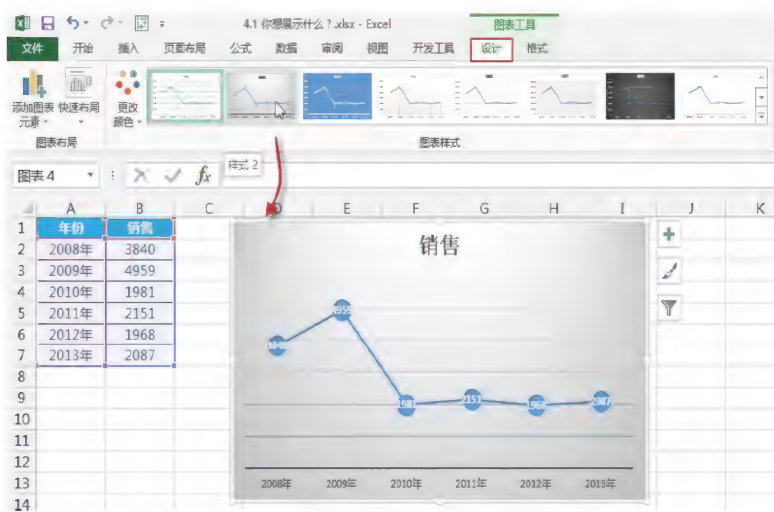 4.1 你想展示什么？.xlsx - Excel 图表工具
文件 开始 插入 页面布局 公式 数据 审阅 视图 开发工具 设计 格式
添加图表 快速布局 更改
元素 颜色
图表布局 图表样式
图表 4 fx 样式 2
A B C D E F G H I J K
1 年份 销售
2 2008年 3840
3 2009年 4959
4 2010年 1981
5 2011年 2151
6 2012年 1968
7 2013年 2087
8
9
10
11
12
13
14
销售
4959
3840
1981 2151 1968 2087
2008年 2009年 2010年 2011年 2012年 2013年